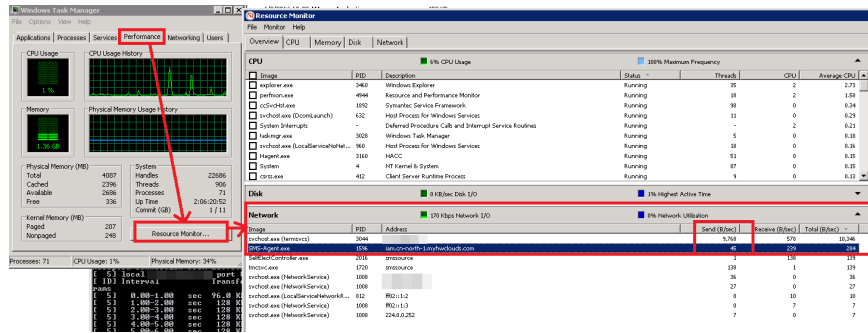 Windows Task Manager
File Options View Help
Applications Processes Services Performance Networking Users
CPU Usage CPU Usage History
1 %
Memory Physical Memory Usage History
1.36 GB
Physical Memory (MB)
Total 4087
Cached 2396
Available 2686
Free 336
Kernel Memory (MB)
Paged 207
Nonpaged 248
System
Handles 22686
Threads 906
Processes 71
Up Time 2:06:20:52
Commit (GB) 1 / 11
Resource Monitor...
Processes: 71 CPU Usage: 1% Physical Memory: 34%
[ 5] local port
[ ID] Interval Transf
rams
[ 5] 0.00-1.00 sec 96.0 K
[ 5] 1.00-2.00 sec 128 K
[ 5] 2.00-3.00 sec 128 K
[ 5] 3.00-4.00 sec 128 K
[ 5] 4.00-5.00 sec 128 K
[ 5] 5.00-6.00 sec 128 K
Resource Monitor
File Monitor Help
Overview CPU Memory Disk Network
CPU 6% CPU Usage 100% Maximum Frequency
Image PID Description Status Threads CPU Average CPU
explorer.exe 3460 Windows Explorer Running 35 2 2.73
perfmon.exe 4944 Resource and Performance Monitor Running 18 2 1.58
ccSvcHst.exe 1892 Symantec Service Framework Running 98 0 0.34
svchost.exe (DcomLaunch) 632 Host Process for Windows Services Running 11 0 0.29
System Interrupts - Deferred Procedure Calls and Interrupt Service Routines Running - 2 0.21
taskmgr.exe 3028 Windows Task Manager Running 5 0 0.18
svchost.exe (LocalServiceNoNet... 960 Host Process for Windows Services Running 18 0 0.16
Hagent.exe 3160 HACC Running 51 0 0.15
System 4 NT Kernel & System Running 87 0 0.15
csrss.exe 412 Client Server Runtime Process Running 9 0 0.13
Disk 0 KB/sec Disk I/O 1% Highest Active Time
Network 170 Kbps Network I/O 0% Network Utilization
Image PID Address Send (B/sec) Receive (B/sec) Total (B/sec)
svchost.exe (termsvcs) 3044 9,768 578 10,346
SMS-Agent.exe 1596 iam.cn-north-1.myhwclouds.com 45 239 284
SelfElectController.exe 2016 smssource 1 138 139
hmcsvc.exe 1720 smssource 138 1 139
svchost.exe (NetworkService) 1008 36 0 36
svchost.exe (NetworkService) 1008 27 0 27
svchost.exe (LocalServiceNetworkR... 812 ff02::1:2 0 10 10
svchost.exe (NetworkService) 1008 ff02::1:3 0 7 7
svchost.exe (NetworkService) 1008 224.0.0.252 7 0 7